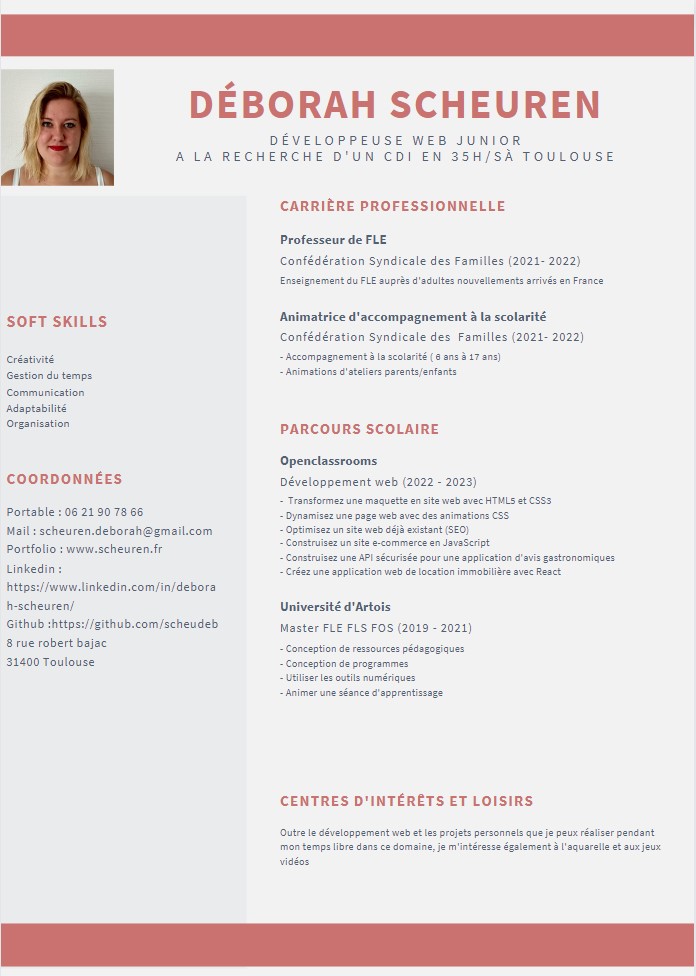 DÉBORAH SCHEUREN
DÉVELOPPEUSE WEB JUNIOR
A LA RECHERCHE D'UN CDI EN 35H/SÀ TOULOUSE
SOFT SKILLS
Créativité
Gestion du temps
Communication
Adaptabilité
Organisation
COORDONNÉES
Portable : 06 21 90 78 66
Mail : scheuren.deborah@gmail.com
Portfolio : www.scheuren.fr
Linkedin :
https://www.linkedin.com/in/debora
h-scheuren/
Github :https://github.com/scheudeb
8 rue robert bajac
31400 Toulouse
CARRIÈRE PROFESSIONNELLE
Professeur de FLE
Confédération Syndicale des Familles (2021- 2022)
Enseignement du FLE auprès d'adultes nouvellements arrivés en France
Animatrice d'accompagnement à la scolarité
Confédération Syndicale des  Familles (2021- 2022)
- Accompagnement à la scolarité ( 6 ans à 17 ans)
- Animations d'ateliers parents/enfants
PARCOURS SCOLAIRE
Openclassrooms
Développement web (2022 - 2023)
-  Transformez une maquette en site web avec HTML5 et CSS3
- Dynamisez une page web avec des animations CSS
- Optimisez un site web déjà existant (SEO)
- Construisez un site e-commerce en JavaScript
- Construisez une API sécurisée pour une application d'avis gastronomiques
- Créez une application web de location immobilière avec React
Université d'Artois
Master FLE FLS FOS (2019 - 2021)
- Conception de ressources pédagogiques
- Conception de programmes
- Utiliser les outils numériques
- Animer une séance d'apprentissage
CENTRES D'INTÉRÊTS ET LOISIRS
Outre le développement web et les projets personnels que je peux réaliser pendant
mon temps libre dans ce domaine, je m'intéresse également à l'aquarelle et aux jeux
vidéos